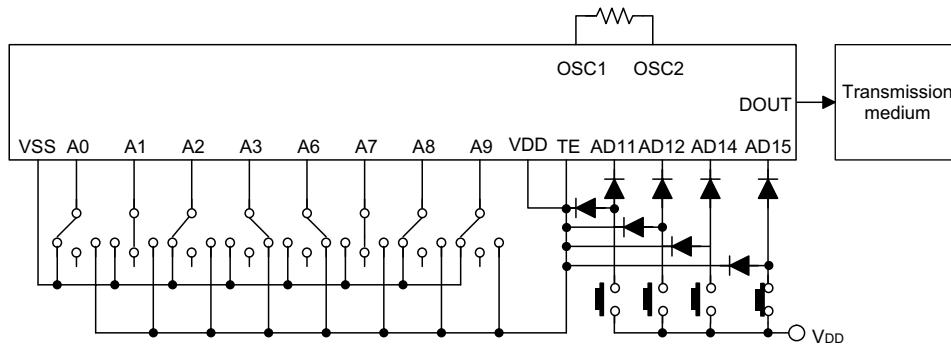 OSC1 OSC2
DOUT
Transmission
medium
VSS A0 A1 A2 A3 A6 A7 A8 A9 VDD TE AD11 AD12 AD14 AD15
VDD